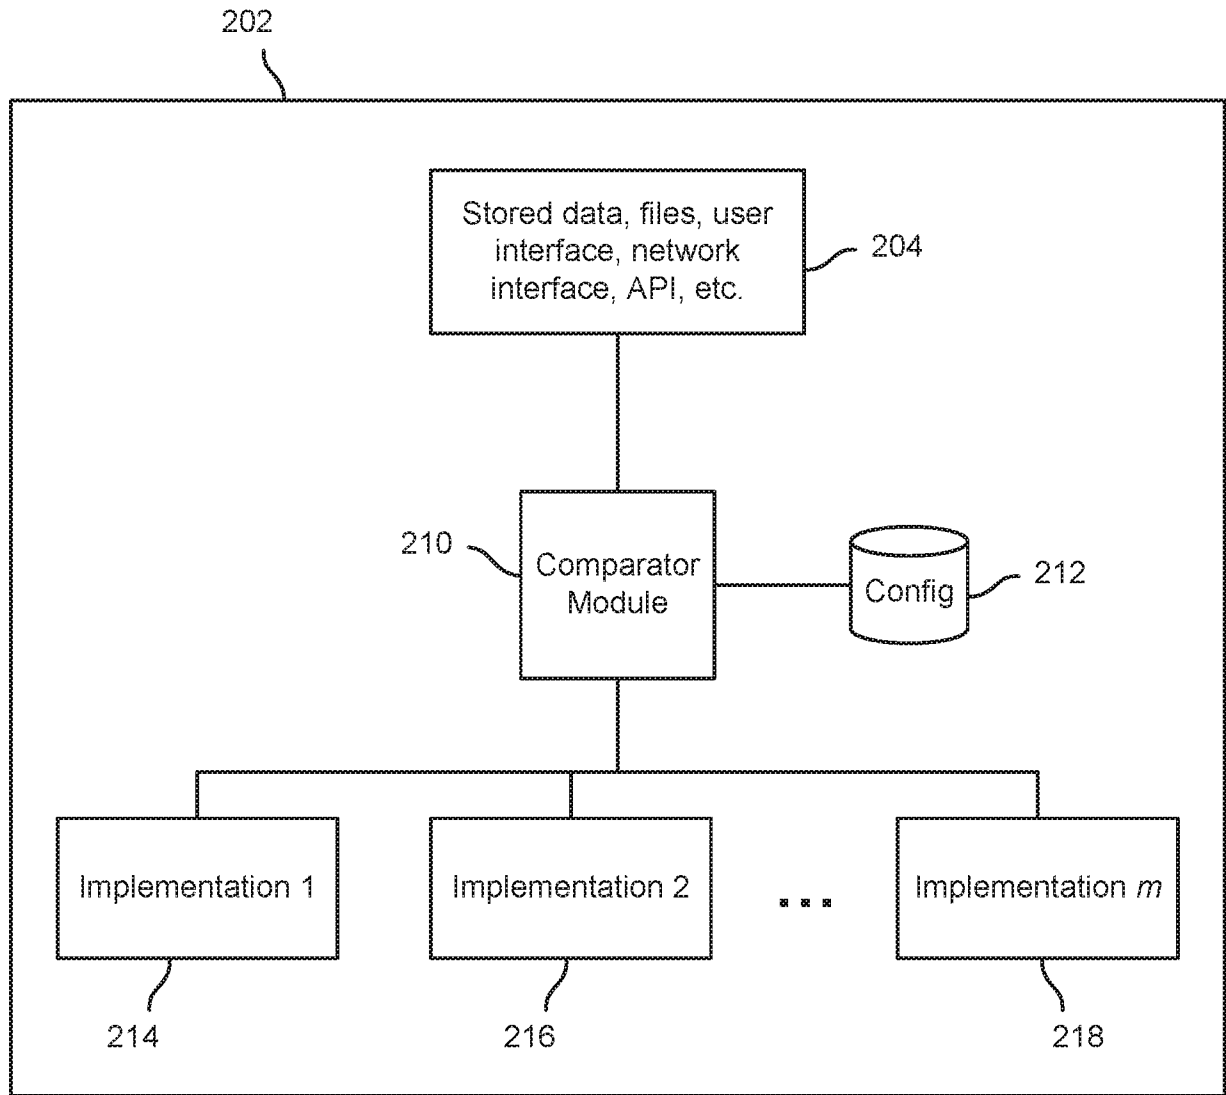 202
Stored data, files, user
interface, network
interface, API, etc.
204
210
Comparator
Module
Config
212
Implementation 1
Implementation 2
Implementation m
214
216
218